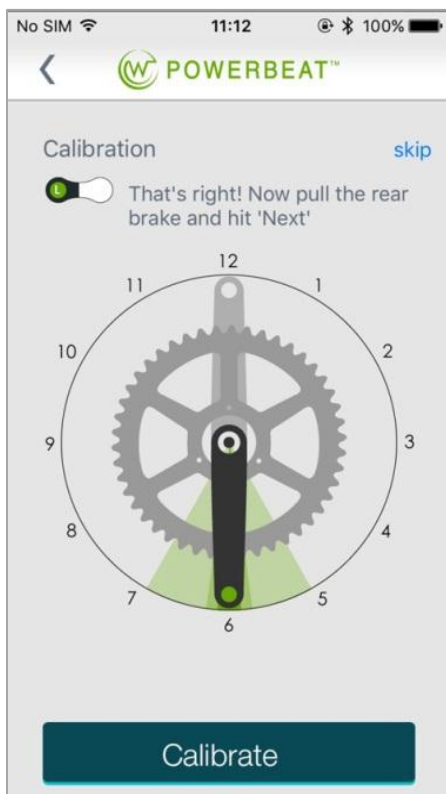 No SIM 11:12 100%
POWERBEAT™
Calibration skip
L That's right! Now pull the rear
brake and hit 'Next'
12
11 1
10 2
9 3
8 4
7 5
6
Calibrate